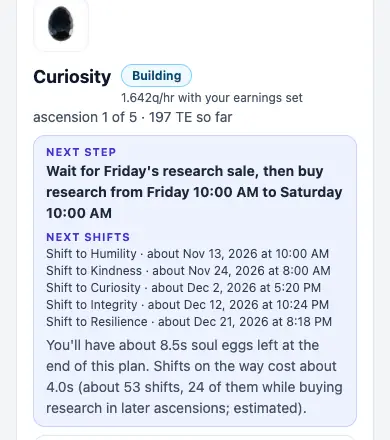 Curiosity
Building
1.642q/hr with your earnings set
ascension 1 of 5 · 197 TE so far
NEXT STEP
Wait for Friday's research sale, then buy
research from Friday 10:00 AM to Saturday
10:00 AM
NEXT SHIFTS
Shift to Humility · about Nov 13, 2026 at 10:00 AM
Shift to Kindness · about Nov 24, 2026 at 8:00 AM
Shift to Curiosity · about Dec 2, 2026 at 5:20 PM
Shift to Integrity · about Dec 12, 2026 at 10:24 PM
Shift to Resilience · about Dec 21, 2026 at 8:18 PM
You'll have about 8.5s soul eggs left at the
end of this plan. Shifts on the way cost about
4.0s (about 53 shifts, 24 of them while buying
research in later ascensions; estimated).